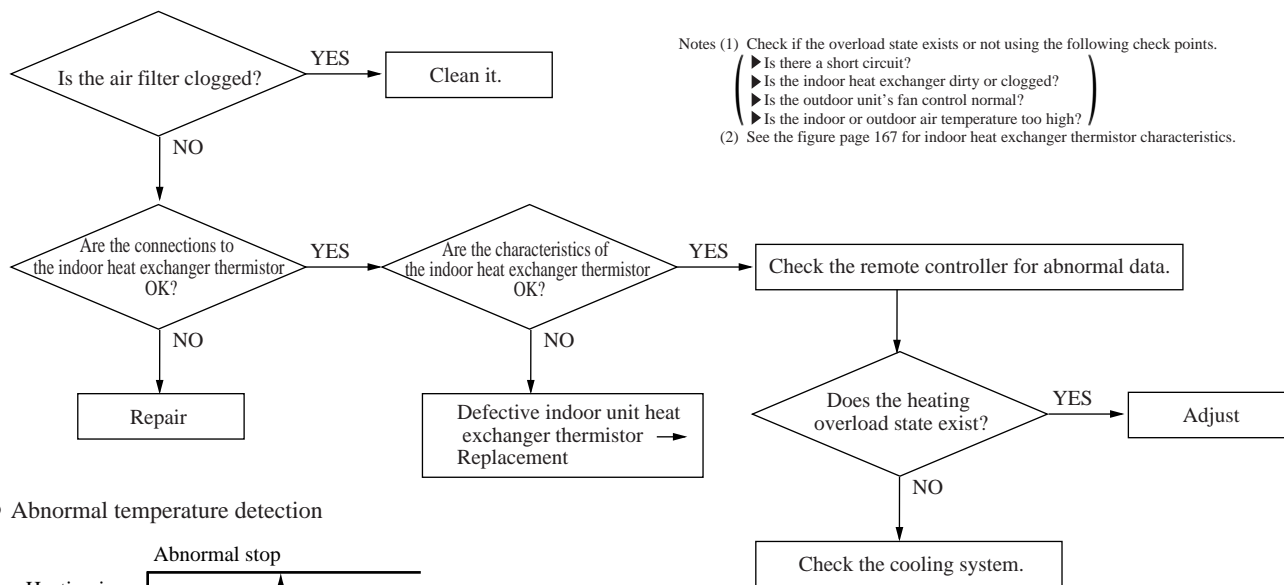 Is the air filter clogged?
YES
Clean it.
NO
Notes (1) Check if the overload state exists or not using the following check points.
▶Is there a short circuit?
▶Is the indoor heat exchanger dirty or clogged?
▶Is the outdoor unit's fan control normal?
▶Is the indoor or outdoor air temperature too high?
(2) See the figure page 167 for indoor heat exchanger thermistor characteristics.
Are the connections to
the indoor heat exchanger thermistor
OK?
YES
NO
Repair
Are the characteristics of
the indoor heat exchanger thermistor
OK?
YES
NO
Defective indoor unit heat
exchanger thermistor →
Replacement
Check the remote controller for abnormal data.
Does the heating
overload state exist?
YES
Adjust
NO
Check the cooling system.
Abnormal temperature detection
Abnormal stop